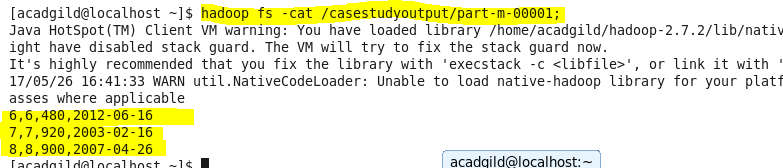 [acadgild@localhost ~]$ hadoop fs -cat /casestudyoutput/part-m-00001;
Java HotSpot(TM) Client VM warning: You have loaded library /home/acadgild/hadoop-2.7.2/lib/nativ
ight have disabled stack guard. The VM will try to fix the stack guard now.
It's highly recommended that you fix the library with 'execstack -c <libfile>', or link it with '
17/05/26 16:41:33 WARN util.NativeCodeLoader: Unable to load native-hadoop library for your platf
asses where applicable
6,6,480,2012-06-16
7,7,920,2003-02-16
8,8,900,2007-04-26
[acadgild@localhost ~]$
acadgild@localhost:~